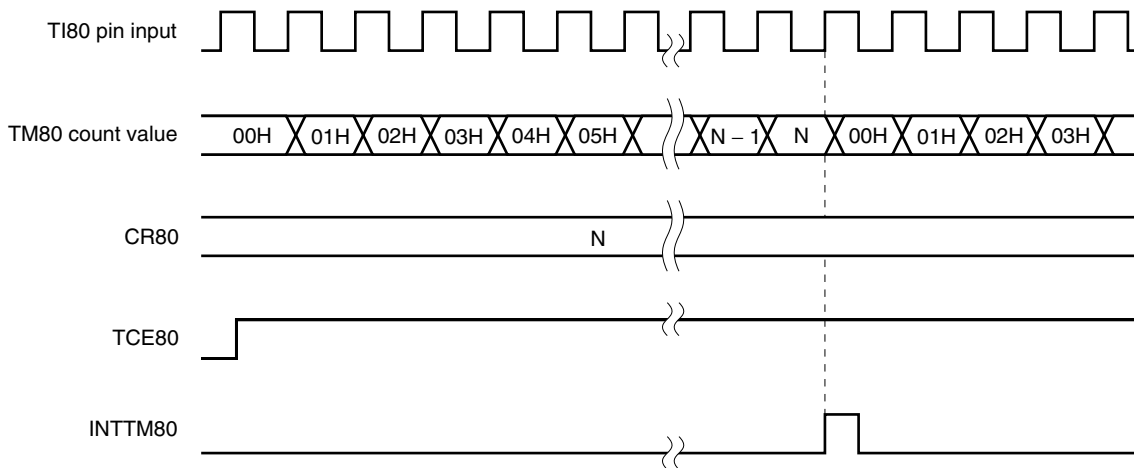 TI80 pin input
TM80 count value 00H 01H 02H 03H 04H 05H N − 1 N 00H 01H 02H 03H
CR80 N
TCE80
INTTM80